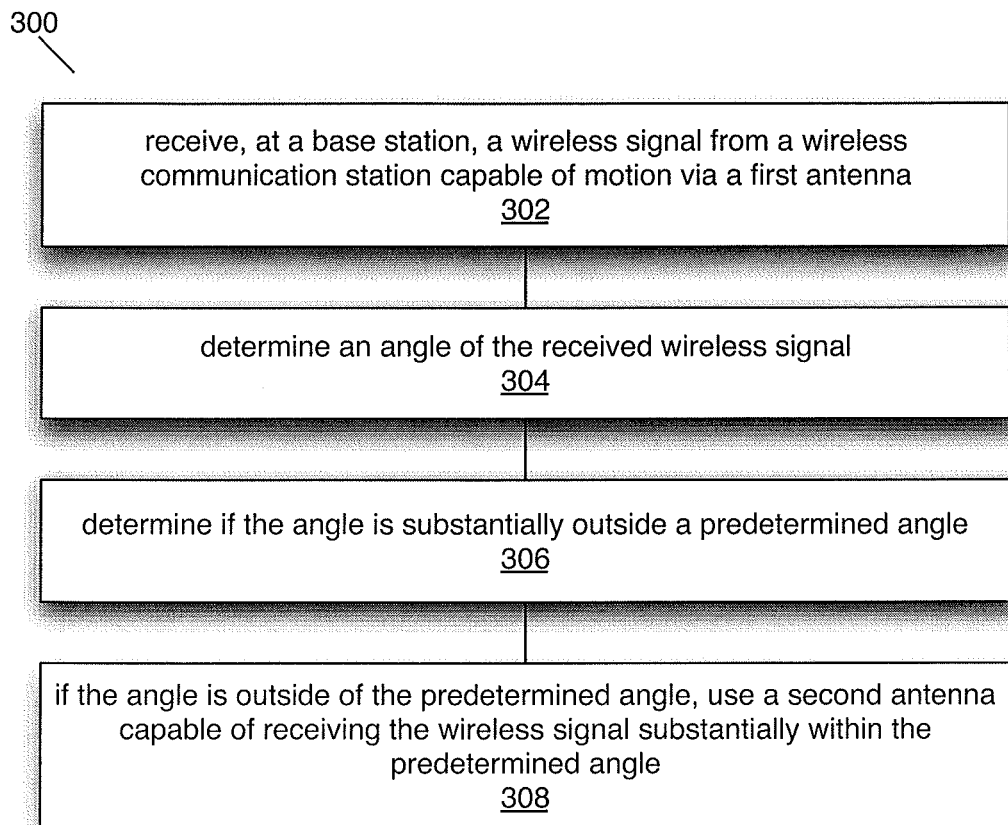 300
receive, at a base station, a wireless signal from a wireless
communication station capable of motion via a first antenna
302
determine an angle of the received wireless signal
304
determine if the angle is substantially outside a predetermined angle
306
if the angle is outside of the predetermined angle, use a second antenna
capable of receiving the wireless signal substantially within the
predetermined angle
308